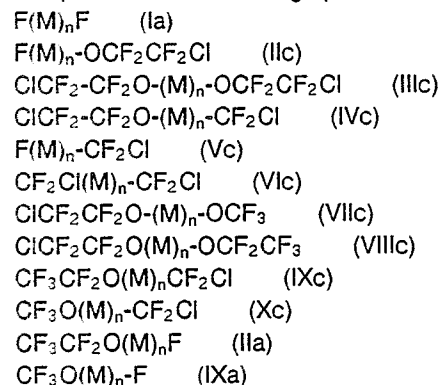 F(M)nF (Ia)
F(M)n-OCF2CF2Cl (IIc)
ClCF2-CF2O-(M)n-OCF2CF2Cl (IIIc)
ClCF2-CF2O-(M)n-CF2Cl (IVc)
F(M)n-CF2Cl (Vc)
CF2Cl(M)n-CF2Cl (VIc)
ClCF2CF2O-(M)n-OCF3 (VIIc)
ClCF2CF2O(M)n-OCF2CF3 (VIIIc)
CF3CF2O(M)nCF2Cl (IXc)
CF3O(M)n-CF2Cl (Xc)
CF3CF2O(M)nF (IIa)
CF3O(M)n-F (IXa)